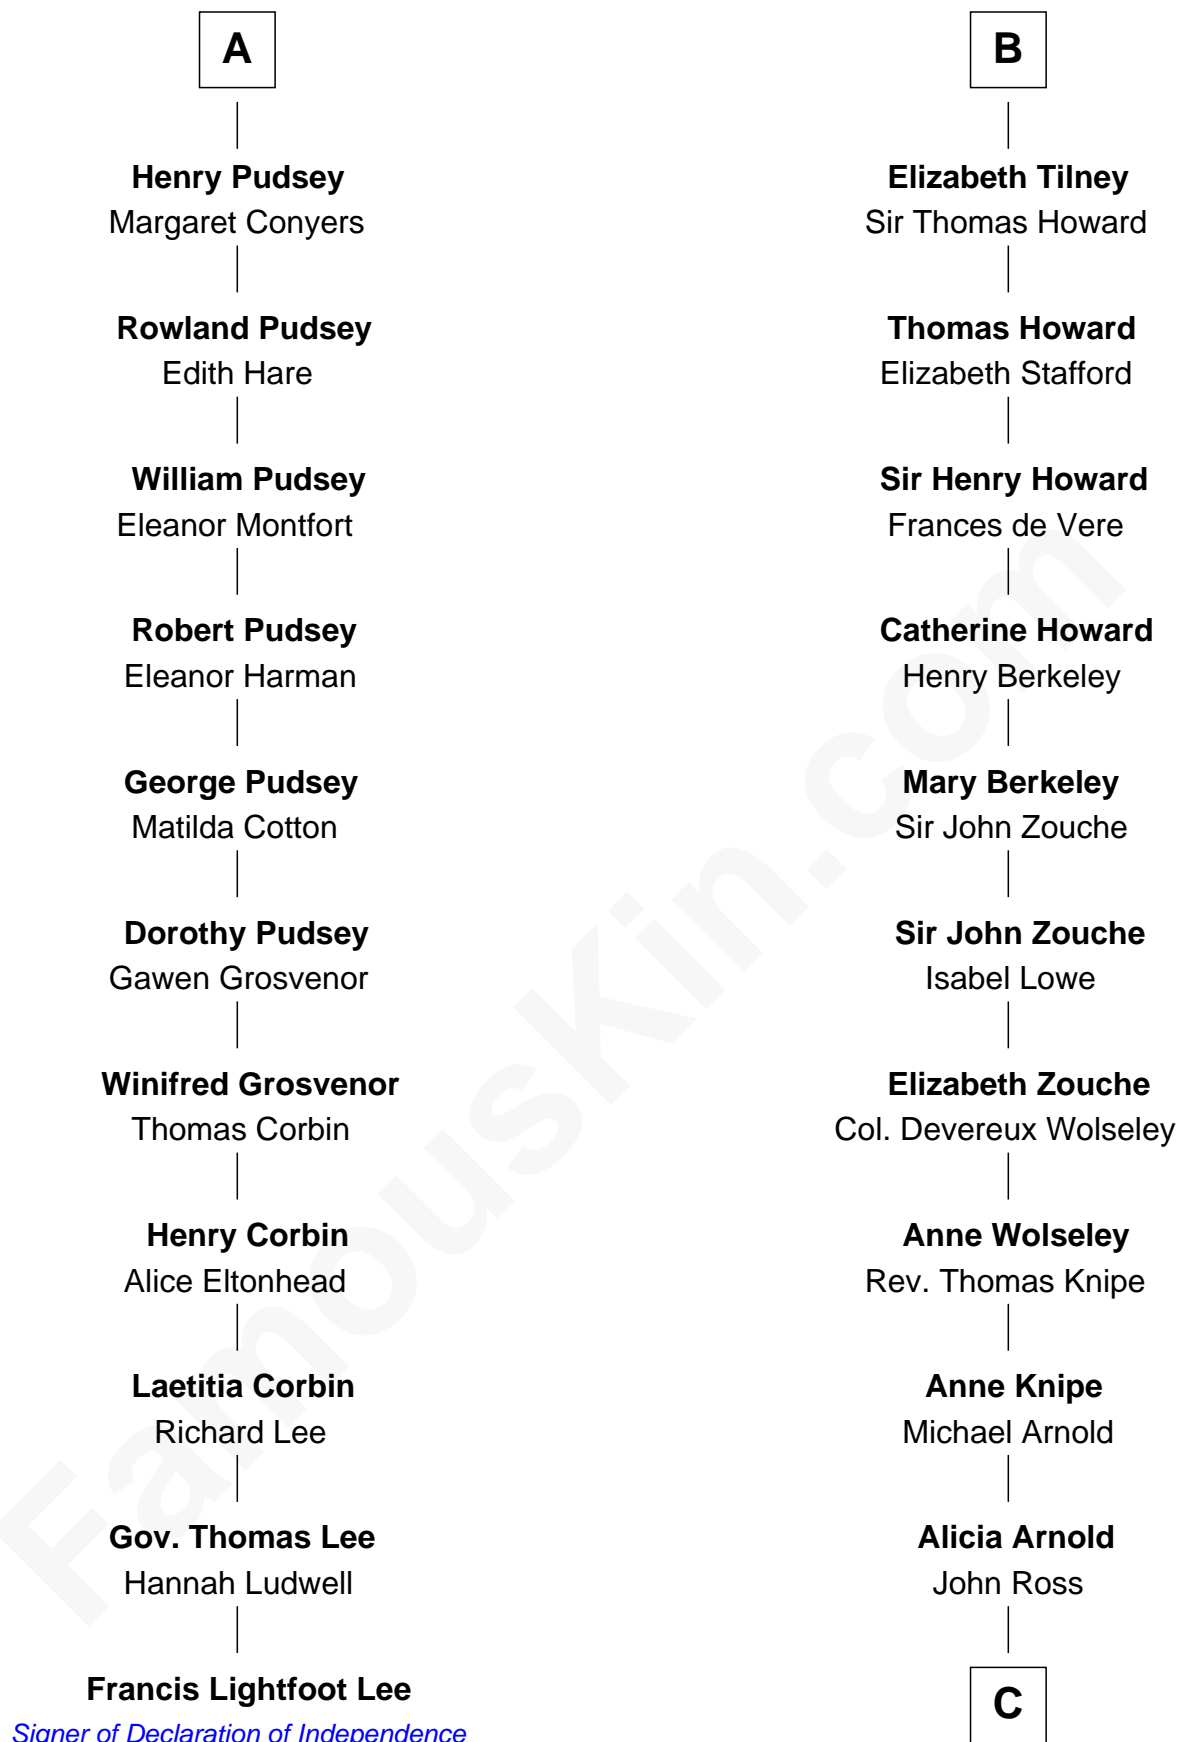 A
Henry Pudsey
Margaret Conyers
Rowland Pudsey
Edith Hare
William Pudsey
Eleanor Montfort
Robert Pudsey
Eleanor Harman
George Pudsey
Matilda Cotton
Dorothy Pudsey
Gawen Grosvenor
Winifred Grosvenor
Thomas Corbin
Henry Corbin
Alice Eltonhead
Laetitia Corbin
Richard Lee
Gov. Thomas Lee
Hannah Ludwell
Francis Lightfoot Lee
Signer of Declaration of Independence
B
Elizabeth Tilney
Sir Thomas Howard
Thomas Howard
Elizabeth Stafford
Sir Henry Howard
Frances de Vere
Catherine Howard
Henry Berkeley
Mary Berkeley
Sir John Zouche
Sir John Zouche
Isabel Lowe
Elizabeth Zouche
Col. Devereux Wolseley
Anne Wolseley
Rev. Thomas Knipe
Anne Knipe
Michael Arnold
Alicia Arnold
John Ross
C
FamousKin.com